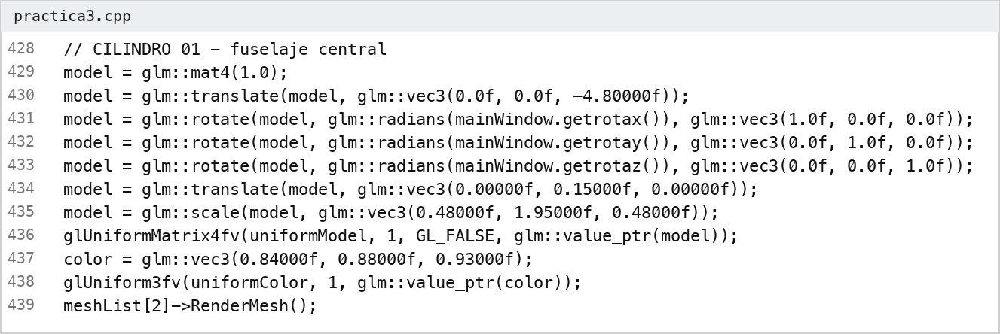 practica3.cpp
428 // CILINDRO 01 – fuselaje central
429 model = glm::mat4(1.0);
430 model = glm::translate(model, glm::vec3(0.0f, 0.0f, −4.80000f));
431 model = glm::rotate(model, glm::radians(mainWindow.getrotax()), glm::vec3(1.0f, 0.0f, 0.0f));
432 model = glm::rotate(model, glm::radians(mainWindow.getrotay()), glm::vec3(0.0f, 1.0f, 0.0f));
433 model = glm::rotate(model, glm::radians(mainWindow.getrotaz()), glm::vec3(0.0f, 0.0f, 1.0f));
434 model = glm::translate(model, glm::vec3(0.00000f, 0.15000f, 0.00000f));
435 model = glm::scale(model, glm::vec3(0.48000f, 1.95000f, 0.48000f));
436 glUniformMatrix4fv(uniformModel, 1, GL_FALSE, glm::value_ptr(model));
437 color = glm::vec3(0.84000f, 0.88000f, 0.93000f);
438 glUniform3fv(uniformColor, 1, glm::value_ptr(color));
439 meshList[2]−>RenderMesh();